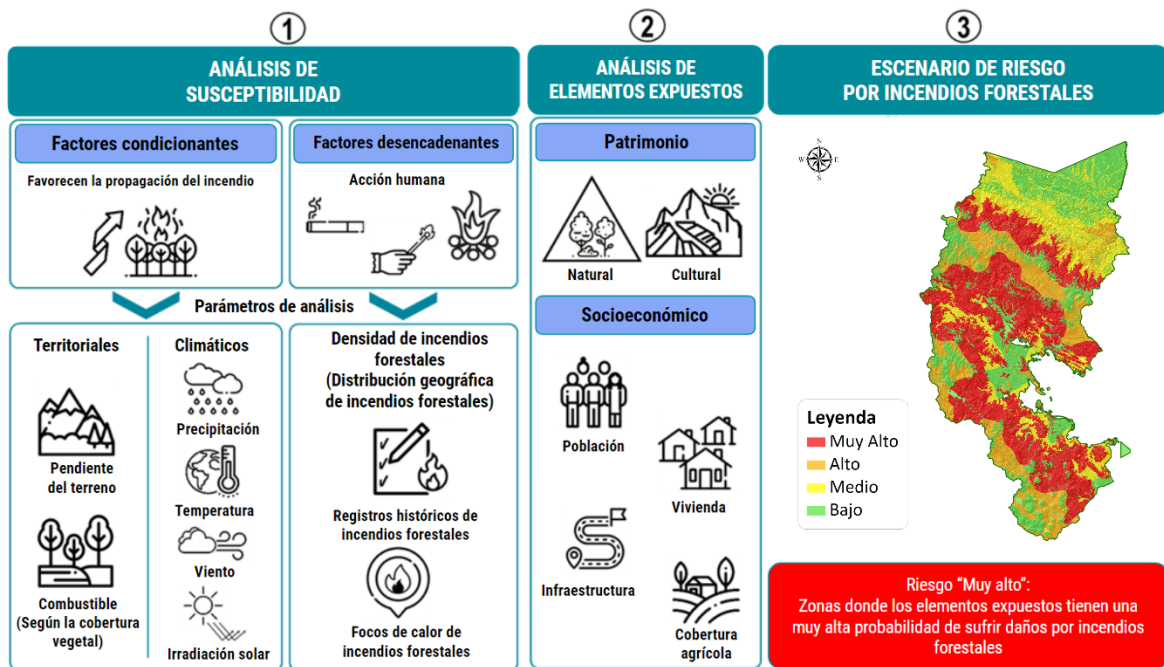 1
ANÁLISIS DE
SUSCEPTIBILIDAD
Factores condicionantes
Favorecen la propagación del incendio
Factores desencadenantes
Acción humana
Parámetros de análisis
Territoriales
Pendiente
del terreno
Combustible
(Según la cobertura
vegetal)
Climáticos
Precipitación
Temperatura
Viento
Irradiación solar
Densidad de incendios
forestales
(Distribución geográfica
de incendios forestales)
Registros históricos de
incendios forestales
Focos de calor de
incendios forestales
2
ANÁLISIS DE
ELEMENTOS EXPUESTOS
Patrimonio
Natural
Cultural
Socioeconómico
Población
Vivienda
Infraestructura
Cobertura
agrícola
3
ESCENARIO DE RIESGO
POR INCENDIOS FORESTALES
N
W E
S
Leyenda
Muy Alto
Alto
Medio
Bajo
Riesgo “Muy alto”:
Zonas donde los elementos expuestos tienen una
muy alta probabilidad de sufrir daños por incendios
forestales